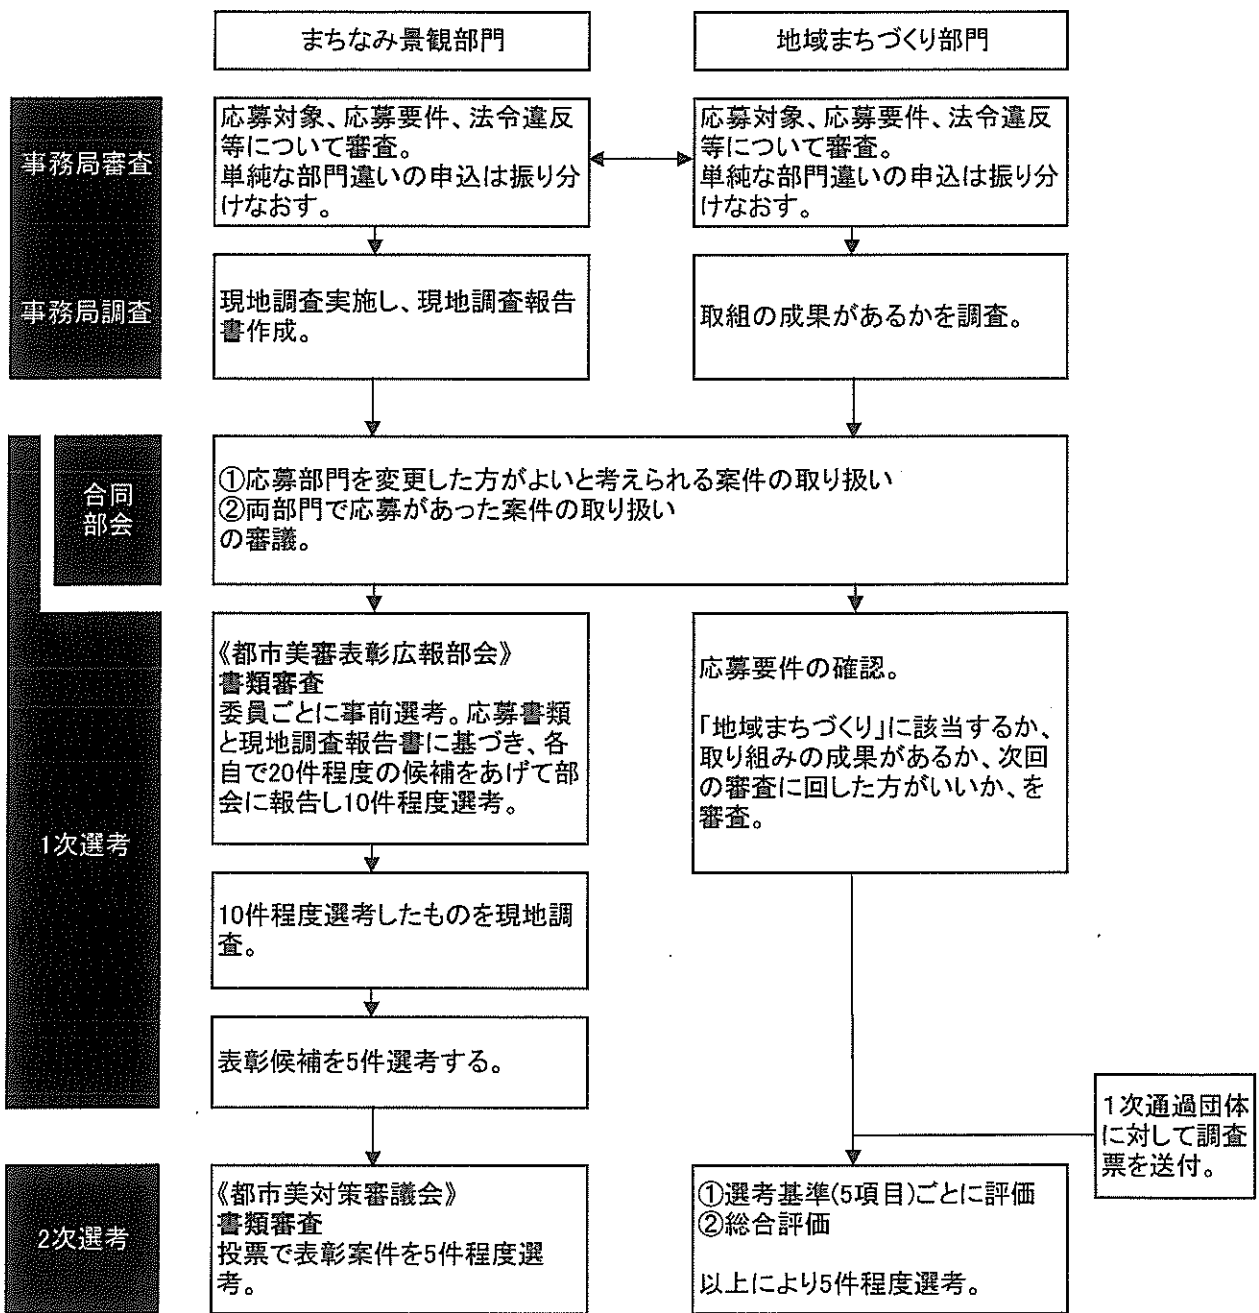 まちなみ景観部門
地域まちづくり部門
事務局審査
応募対象、応募要件、法令違反
等について審査。
単純な部門違いの申込は振り分
けなおす。
応募対象、応募要件、法令違反
等について審査。
単純な部門違いの申込は振り分
けなおす。
事務局調査
現地調査実施し、現地調査報告
書作成。
取組の成果があるかを調査。
合同
部会
①応募部門を変更した方がよいと考えられる案件の取り扱い
②両部門で応募があった案件の取り扱い
の審議。
1次選考
《都市美審表彰広報部会》
書類審査
委員ごとに事前選考。応募書類
と現地調査報告書に基づき、各
自で20件程度の候補をあげて部
会に報告し10件程度選考。
応募要件の確認。
「地域まちづくり」に該当するか、
取り組みの成果があるか、次回
の審査に回した方がいいか、を
審査。
10件程度選考したものを現地調
査。
表彰候補を5件選考する。
1次通過団体
に対して調査
票を送付。
2次選考
《都市美対策審議会》
書類審査
投票で表彰案件を5件程度選
考。
①選考基準(5項目)ごとに評価
②総合評価
以上により5件程度選考。